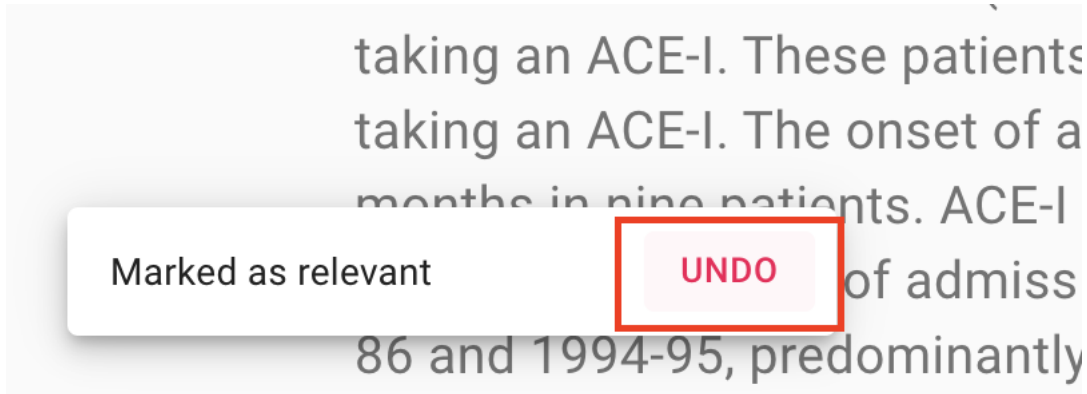 taking an ACE-I. These patients
taking an ACE-I. The onset of a
months in nine patients. ACE-I
Marked as relevant UNDO
of admiss
86 and 1994-95, predominantly